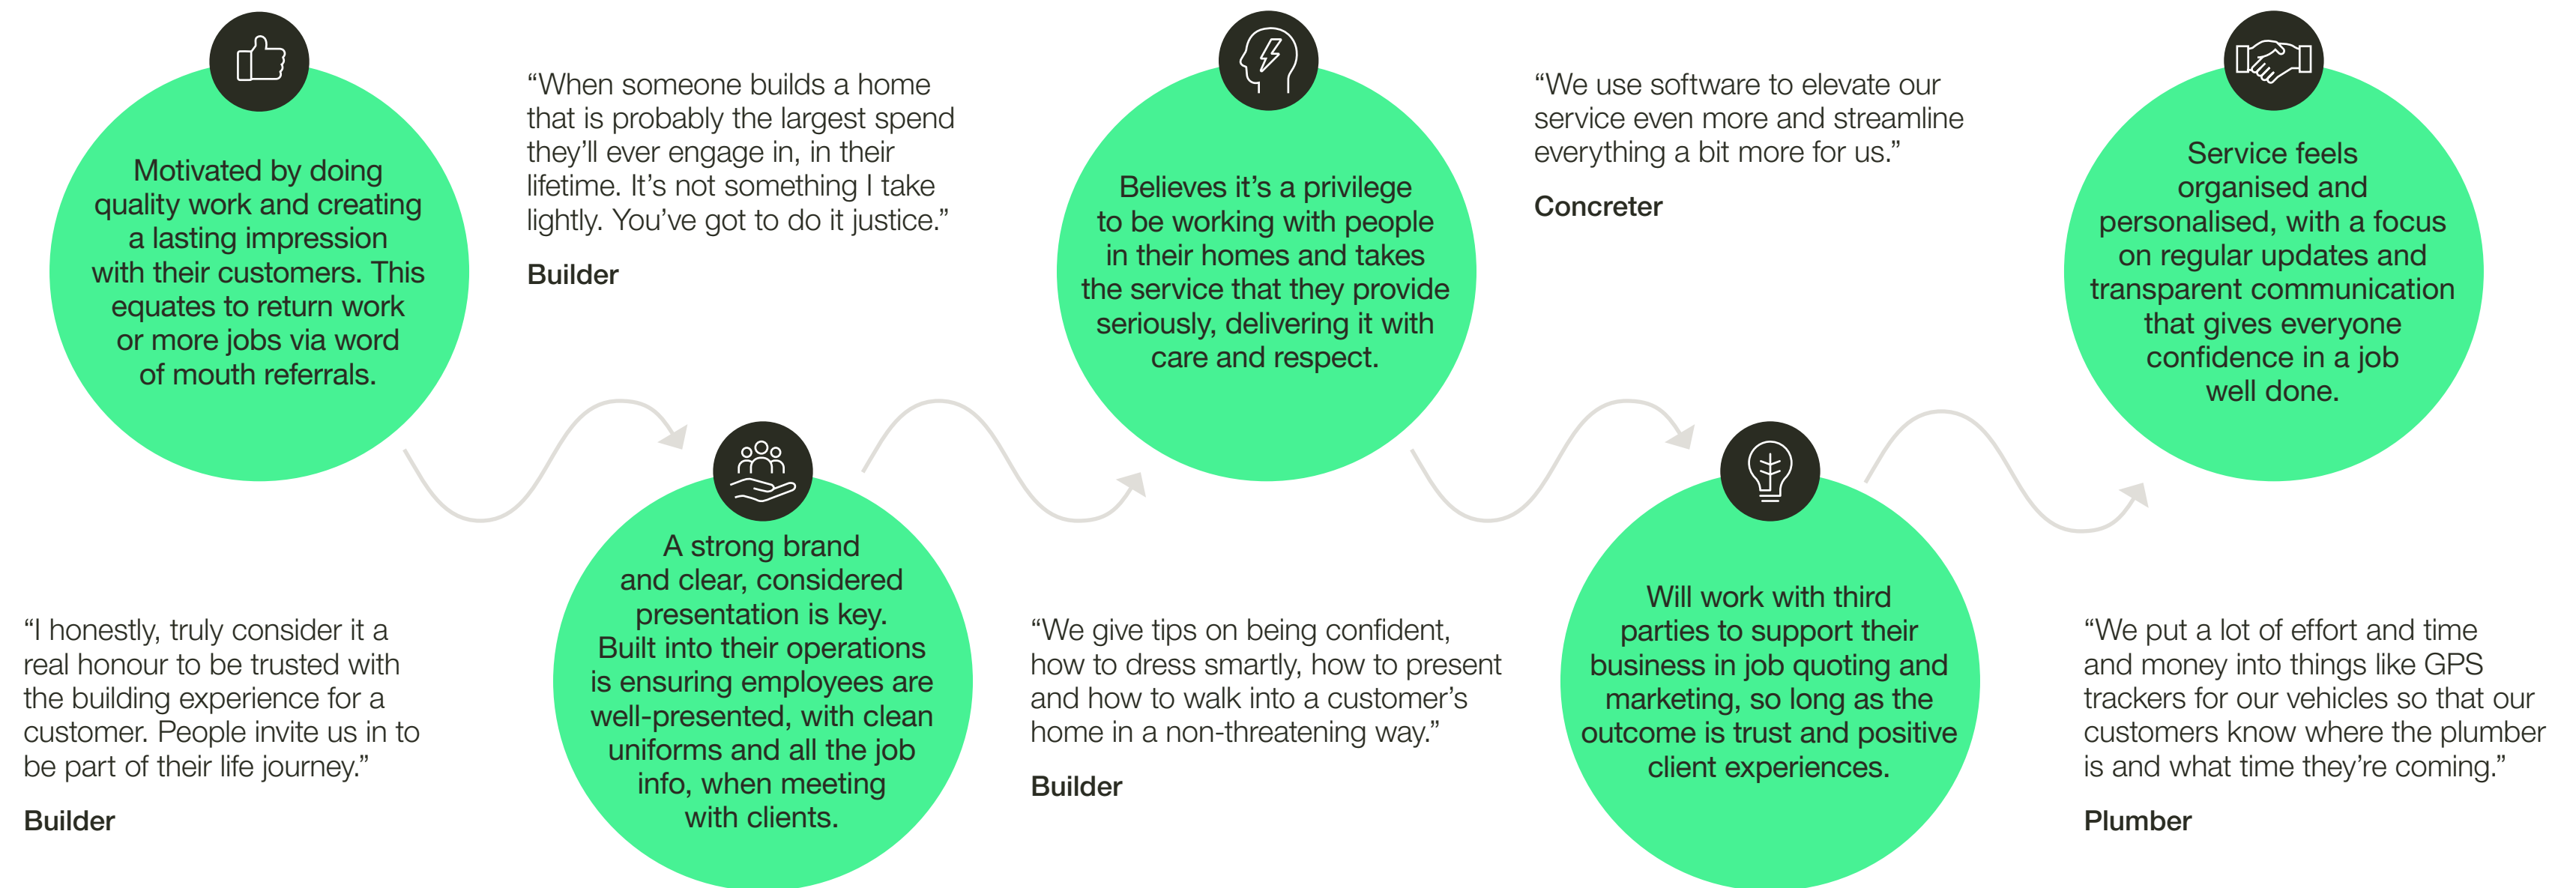 Motivated by doing
quality work and creating
a lasting impression
with their customers. This
equates to return work
or more jobs via word
of mouth referrals.
“I honestly, truly consider it a
real honour to be trusted with
the building experience for a
customer. People invite us in to
be part of their life journey.”
Builder
“When someone builds a home
that is probably the largest spend
they’ll ever engage in, in their
lifetime. It’s not something I take
lightly. You’ve got to do it justice.”
Builder
A strong brand
and clear, considered
presentation is key.
Built into their operations
is ensuring employees are
well-presented, with clean
uniforms and all the job
info, when meeting
with clients.
Believes it’s a privilege
to be working with people
in their homes and takes
the service that they provide
seriously, delivering it with
care and respect.
“We give tips on being confident,
how to dress smartly, how to present
and how to walk into a customer’s
home in a non-threatening way.”
Builder
“We use software to elevate our
service even more and streamline
everything a bit more for us.”
Concreter
Will work with third
parties to support their
business in job quoting and
marketing, so long as the
outcome is trust and positive
client experiences.
Service feels
organised and
personalised, with a focus
on regular updates and
transparent communication
that gives everyone
confidence in a job
well done.
“We put a lot of effort and time
and money into things like GPS
trackers for our vehicles so that our
customers know where the plumber
is and what time they’re coming.”
Plumber